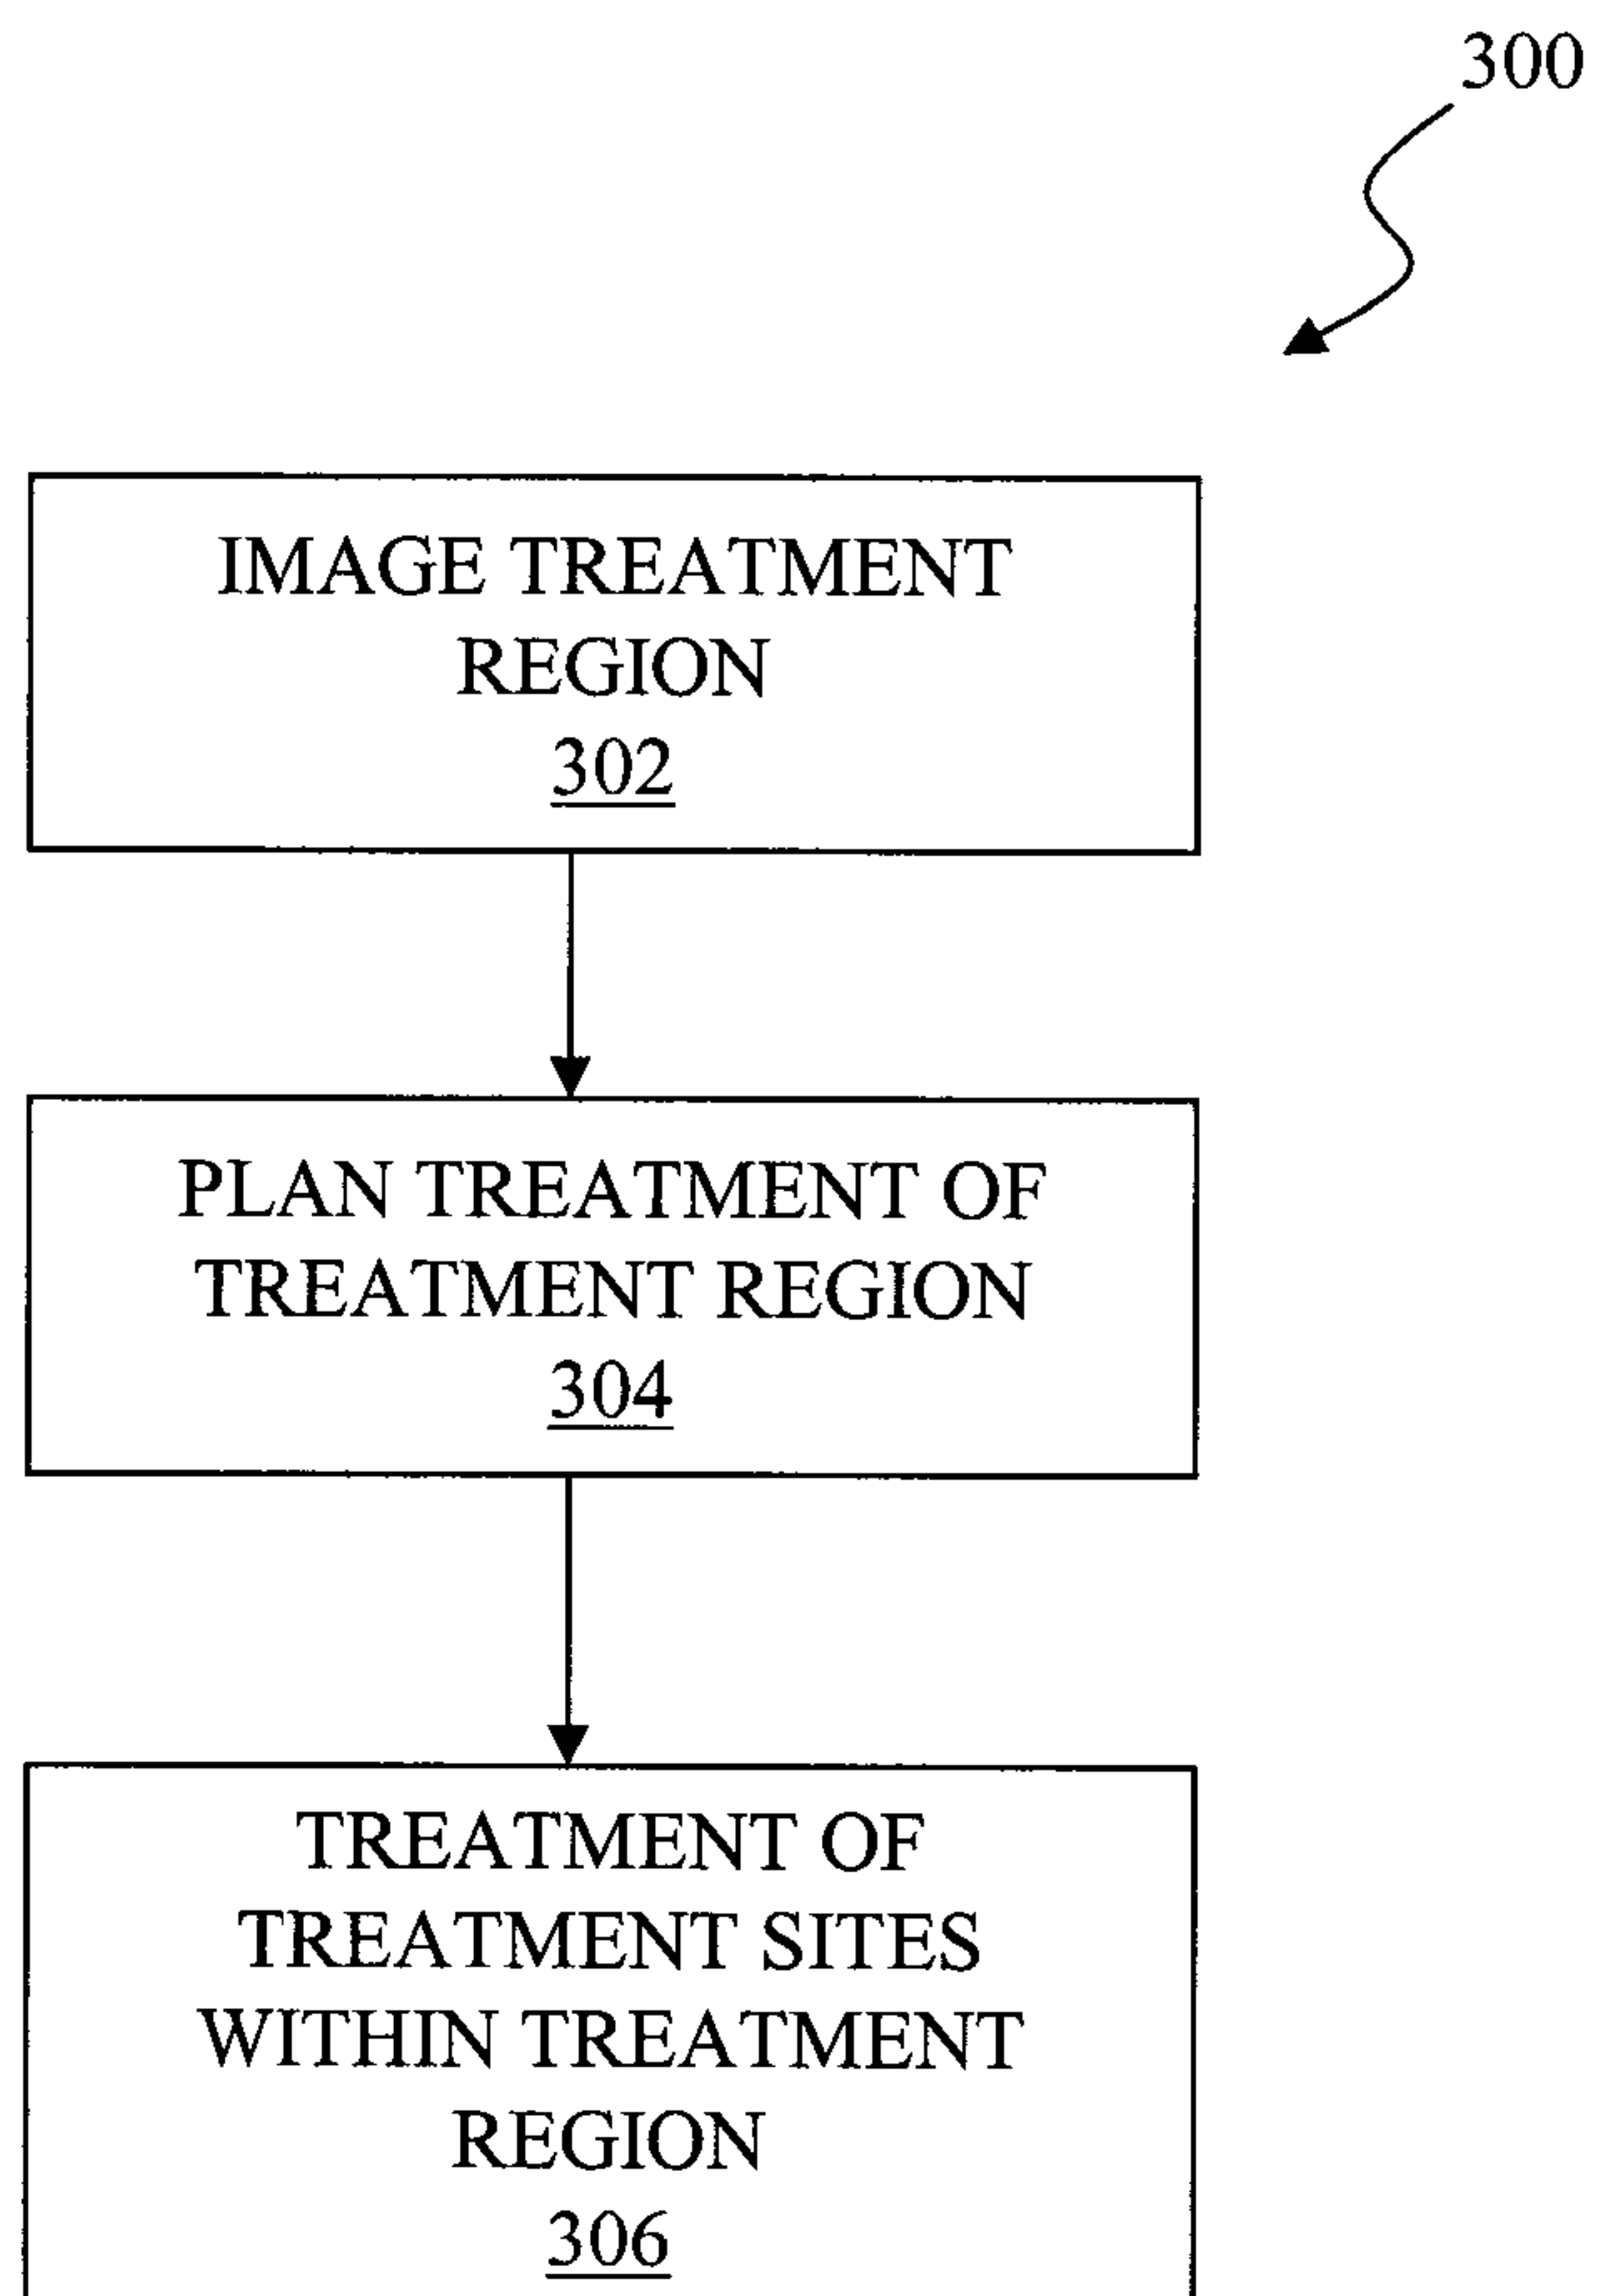 300
IMAGE TREATMENT
REGION
302
PLAN TREATMENT OF
TREATMENT REGION
304
TREATMENT OF
TREATMENT SITES
WITHIN TREATMENT
REGION
306